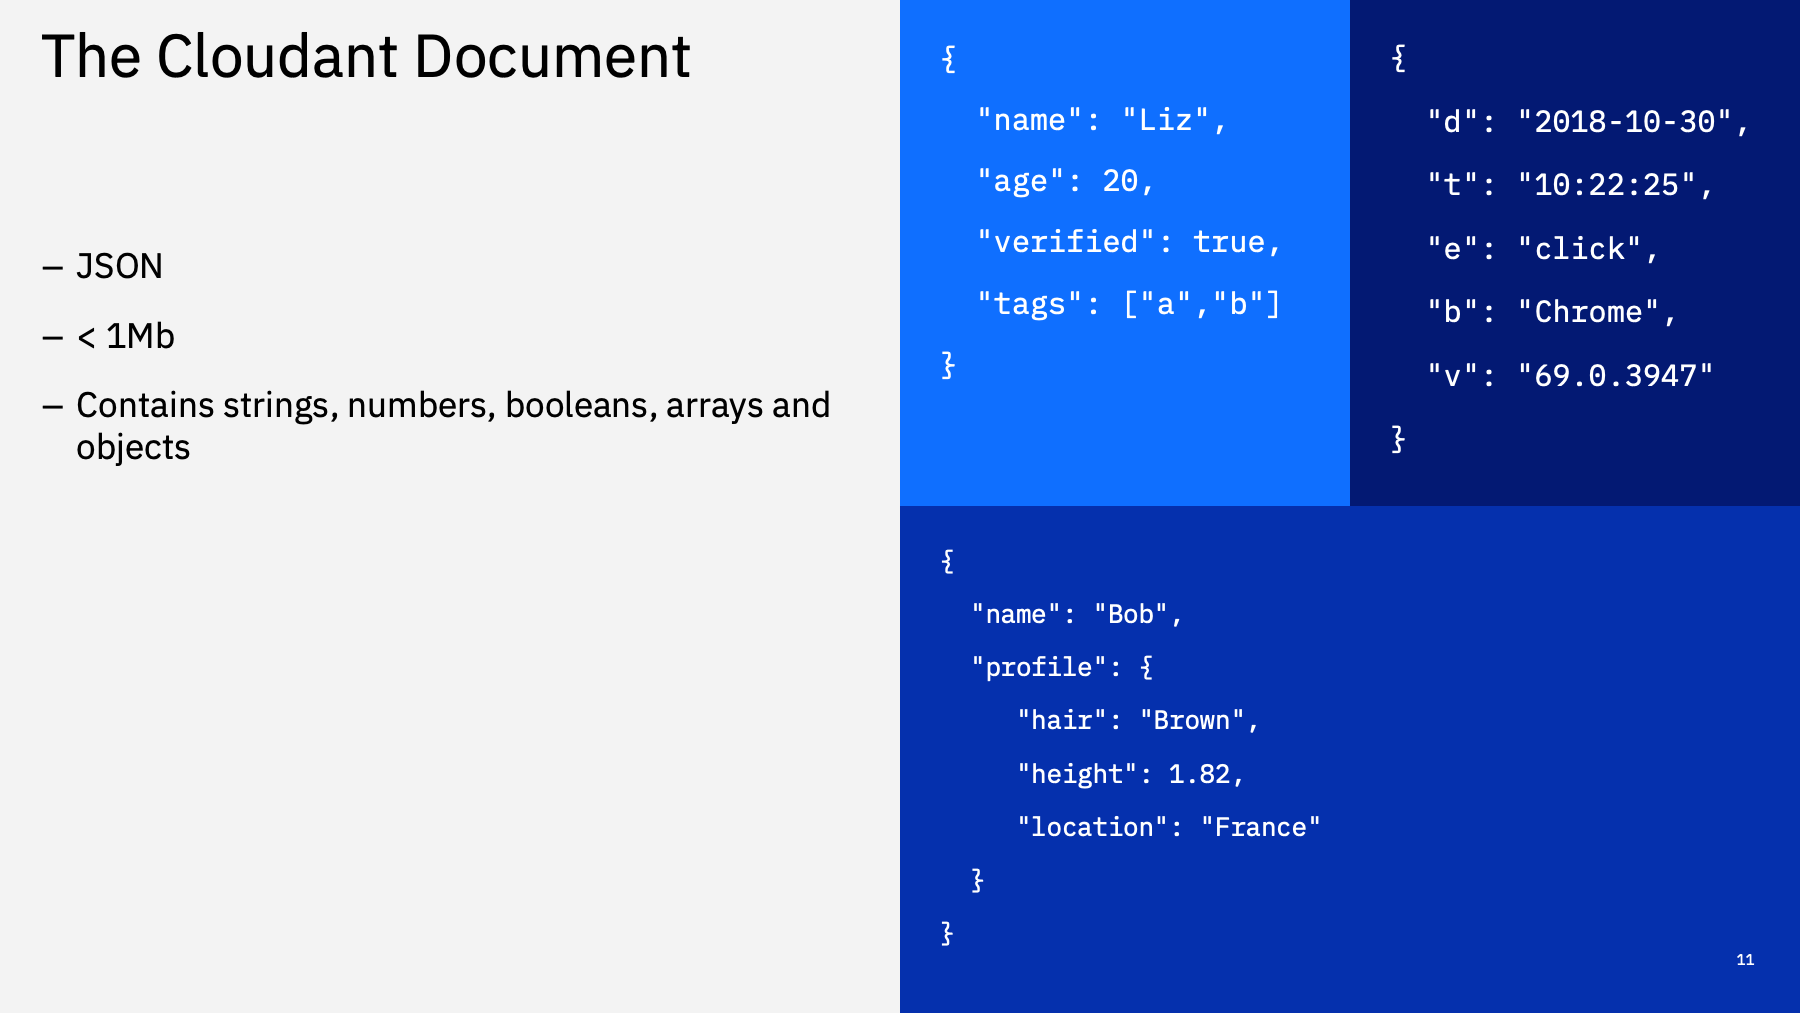 The Cloudant Document
– JSON
– < 1Mb
– Contains strings, numbers, booleans, arrays and
objects
{
"name": "Liz",
"age": 20,
"verified": true,
"tags": ["a","b"]
}
{
"d": "2018-10-30",
"t": "10:22:25",
"e": "click",
"b": "Chrome",
"v": "69.0.3947"
}
{
"name": "Bob",
"profile": {
"hair": "Brown",
"height": 1.82,
"location": "France"
}
}
11